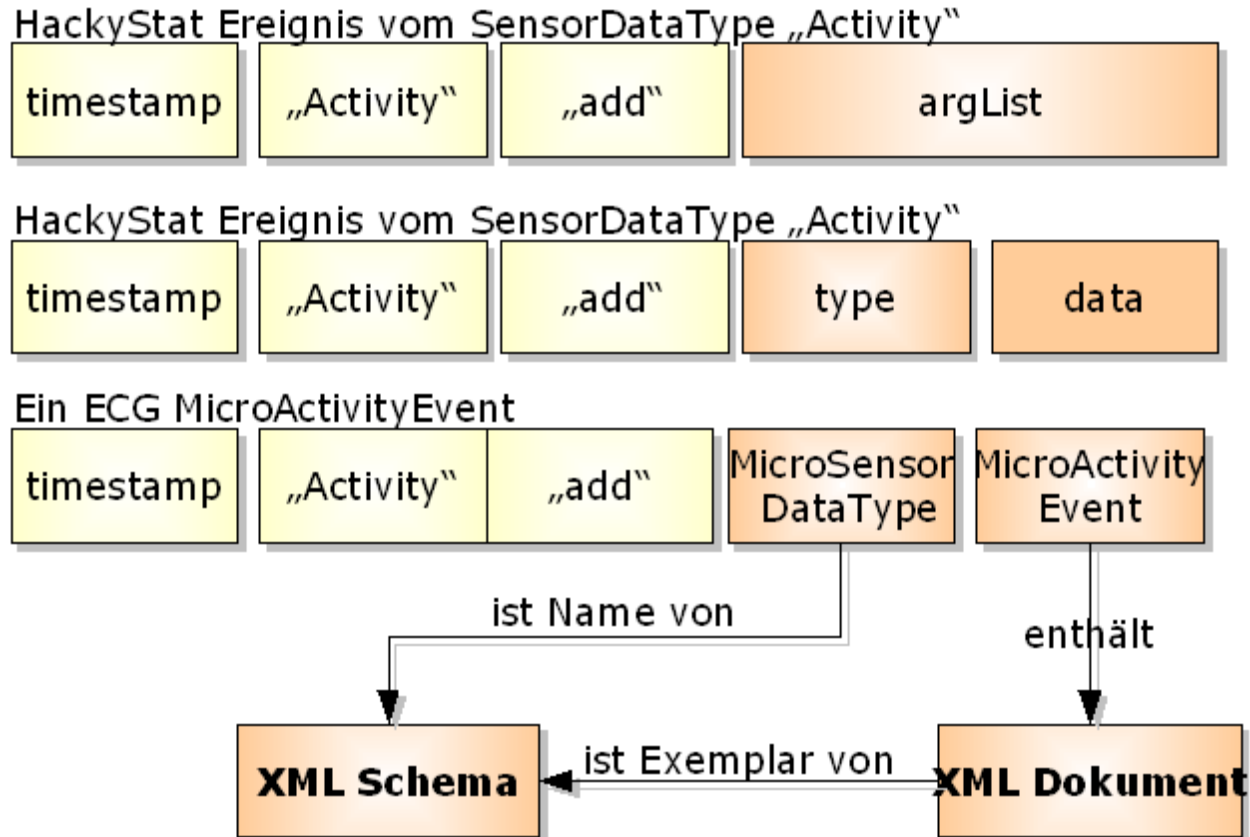 HackyStat Ereignis vom SensorDataType „Activity“
timestamp „Activity“ „add“ argList
HackyStat Ereignis vom SensorDataType „Activity“
timestamp „Activity“ „add“ type data
Ein ECG MicroActivityEvent
timestamp „Activity“ „add“ MicroSensor DataType MicroActivity Event
ist Name von
enthält
XML Schema ist Exemplar von XML Dokument